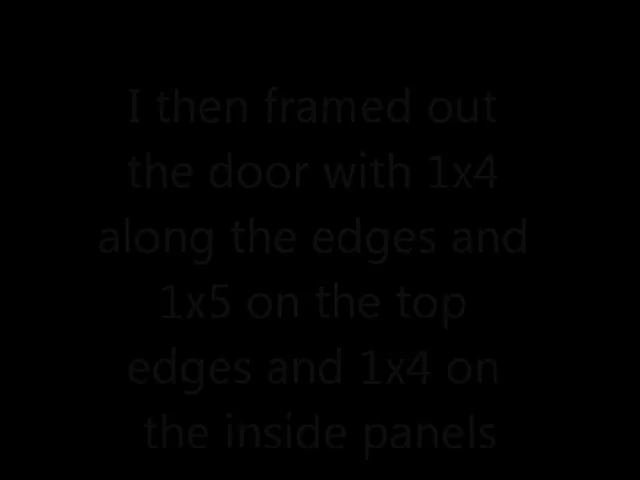 I then framed out
the door with 1x4
along the edges and
1x5 on the top
edges and 1x4 on
the inside panels